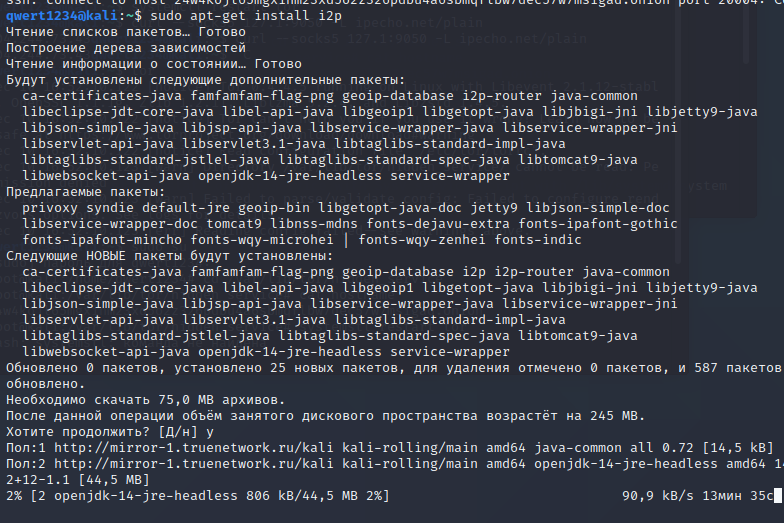 ssh: connect to host 24w4k6jto5mgxinm23xd5o22326pdbu4ao3bmqftbw7dec57w7ms1gad.onion port 20004: Co
qwert1234@kali:~$ sudo apt-get install i2p
Чтение списков пакетов… Готово
Построение дерева зависимостей
Чтение информации о состоянии… Готово
Будут установлены следующие дополнительные пакеты:
ca-certificates-java famfamfam-flag-png geoip-database i2p-router java-common
libeclipse-jdt-core-java libel-api-java libgeoip1 libgetopt-java libjbigi-jni libjetty9-java
libjson-simple-java libjsp-api-java libservice-wrapper-java libservice-wrapper-jni
libservlet-api-java libservlet3.1-java libtaglibs-standard-impl-java
libtaglibs-standard-jstlel-java libtaglibs-standard-spec-java libtomcat9-java
libwebsocket-api-java openjdk-14-jre-headless service-wrapper
Предлагаемые пакеты:
privoxy syndie default-jre geoip-bin libgetopt-java-doc jetty9 libjson-simple-doc
libservice-wrapper-doc tomcat9 libnss-mdns fonts-dejavu-extra fonts-ipafont-gothic
fonts-ipafont-mincho fonts-wqy-microhei | fonts-wqy-zenhei fonts-indic
Следующие НОВЫЕ пакеты будут установлены:
ca-certificates-java famfamfam-flag-png geoip-database i2p i2p-router java-common
libeclipse-jdt-core-java libel-api-java libgeoip1 libgetopt-java libjbigi-jni libjetty9-java
libjson-simple-java libjsp-api-java libservice-wrapper-java libservice-wrapper-jni
libservlet-api-java libservlet3.1-java libtaglibs-standard-impl-java
libtaglibs-standard-jstlel-java libtaglibs-standard-spec-java libtomcat9-java
libwebsocket-api-java openjdk-14-jre-headless service-wrapper
Обновлено 0 пакетов, установлено 25 новых пакетов, для удаления отмечено 0 пакетов, и 587 пакетов
обновлено.
Необходимо скачать 75,0 MB архивов.
После данной операции объём занятого дискового пространства возрастёт на 245 MB.
Хотите продолжить? [Д/н] y
Пол:1 http://mirror-1.truenetwork.ru/kali kali-rolling/main amd64 java-common all 0.72 [14,5 kB]
Пол:2 http://mirror-1.truenetwork.ru/kali kali-rolling/main amd64 openjdk-14-jre-headless amd64 14
2+12-1.1 [44,5 MB]
2% [2 openjdk-14-jre-headless 806 kB/44,5 MB 2%] 90,9 kB/s 13мин 35с